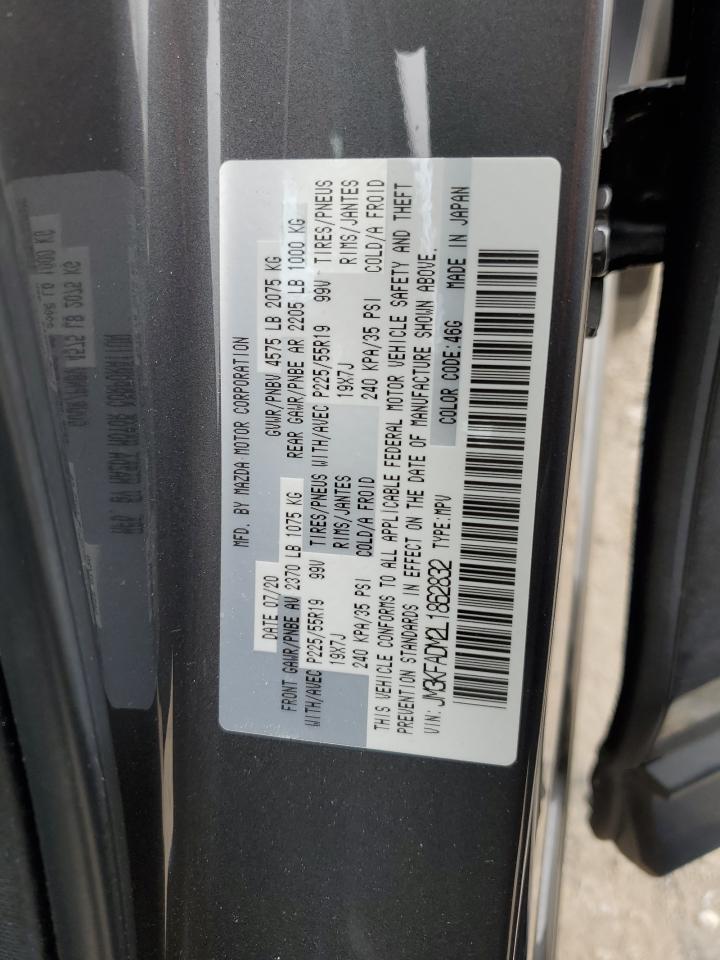 MFD. BY MAZDA MOTOR CORPORATION
DATE 07/20 GVWR/PNBV 4575 LB 2075 KG
FRONT GAWR/PNBE AV 2370 LB 1075 KG REAR GAWR/PNBE AR 2205 LB 1000 KG
WITH/AVEC P225/55R19 99V TIRES/PNEUS WITH/AVEC P225/55R19 99V TIRES/PNEUS
19X7J RIMS/JANTES 19X7J RIMS/JANTES
240 KPA/35 PSI COLD/A FROID 240 KPA/35 PSI COLD/A FROID
THIS VEHICLE CONFORMS TO ALL APPLICABLE FEDERAL MOTOR VEHICLE SAFETY AND THEFT
PREVENTION STANDARDS IN EFFECT ON THE DATE OF MANUFACTURE SHOWN ABOVE.
VIN: JM3KFADM2L1862832 TYPE:MPV COLOR CODE:46G MADE IN JAPAN